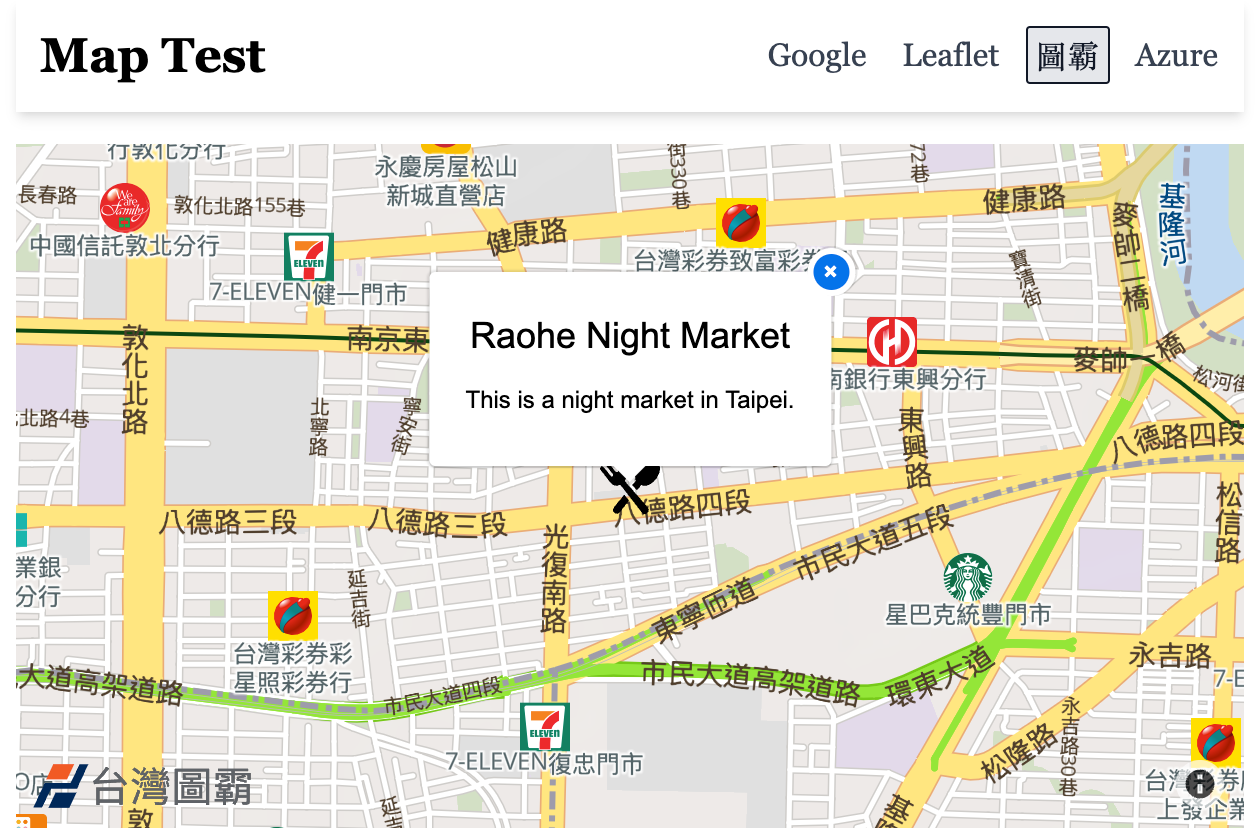 Map Test
Google
Leaflet
圖霸
Azure
行敦化分行
永慶房屋松山
新城直營店
街330巷
72巷
長春路
We are Family
敦化北路155巷
中國信託敦北分行
健康路
健康路
基隆河
麥帥二橋
7-ELEVEN
7-ELEVEN健一門市
台灣彩券致富彩券
寶清街
Raohe Night Market
This is a night market in Taipei.
敦化北路
南京東
南銀行東興分行
麥帥一橋
松河街
北路4巷
北寧路
寧安街
東興路
八德路四段
八德路三段
八德路三段
八德路四段
松信路
光復南路
市民大道五段
業銀
分行
延吉街
東寧匝道
星巴克統豐門市
台灣彩券彩
星照彩券行
大道高架道路
市民大道四段
市民大道高架道路
環東大道
永吉路
7-E
ELEVEN
7-ELEVEN復忠門市
永吉路30巷
松隆路
台灣彩券
上發企業
O店
台灣圖霸
延
敦
基